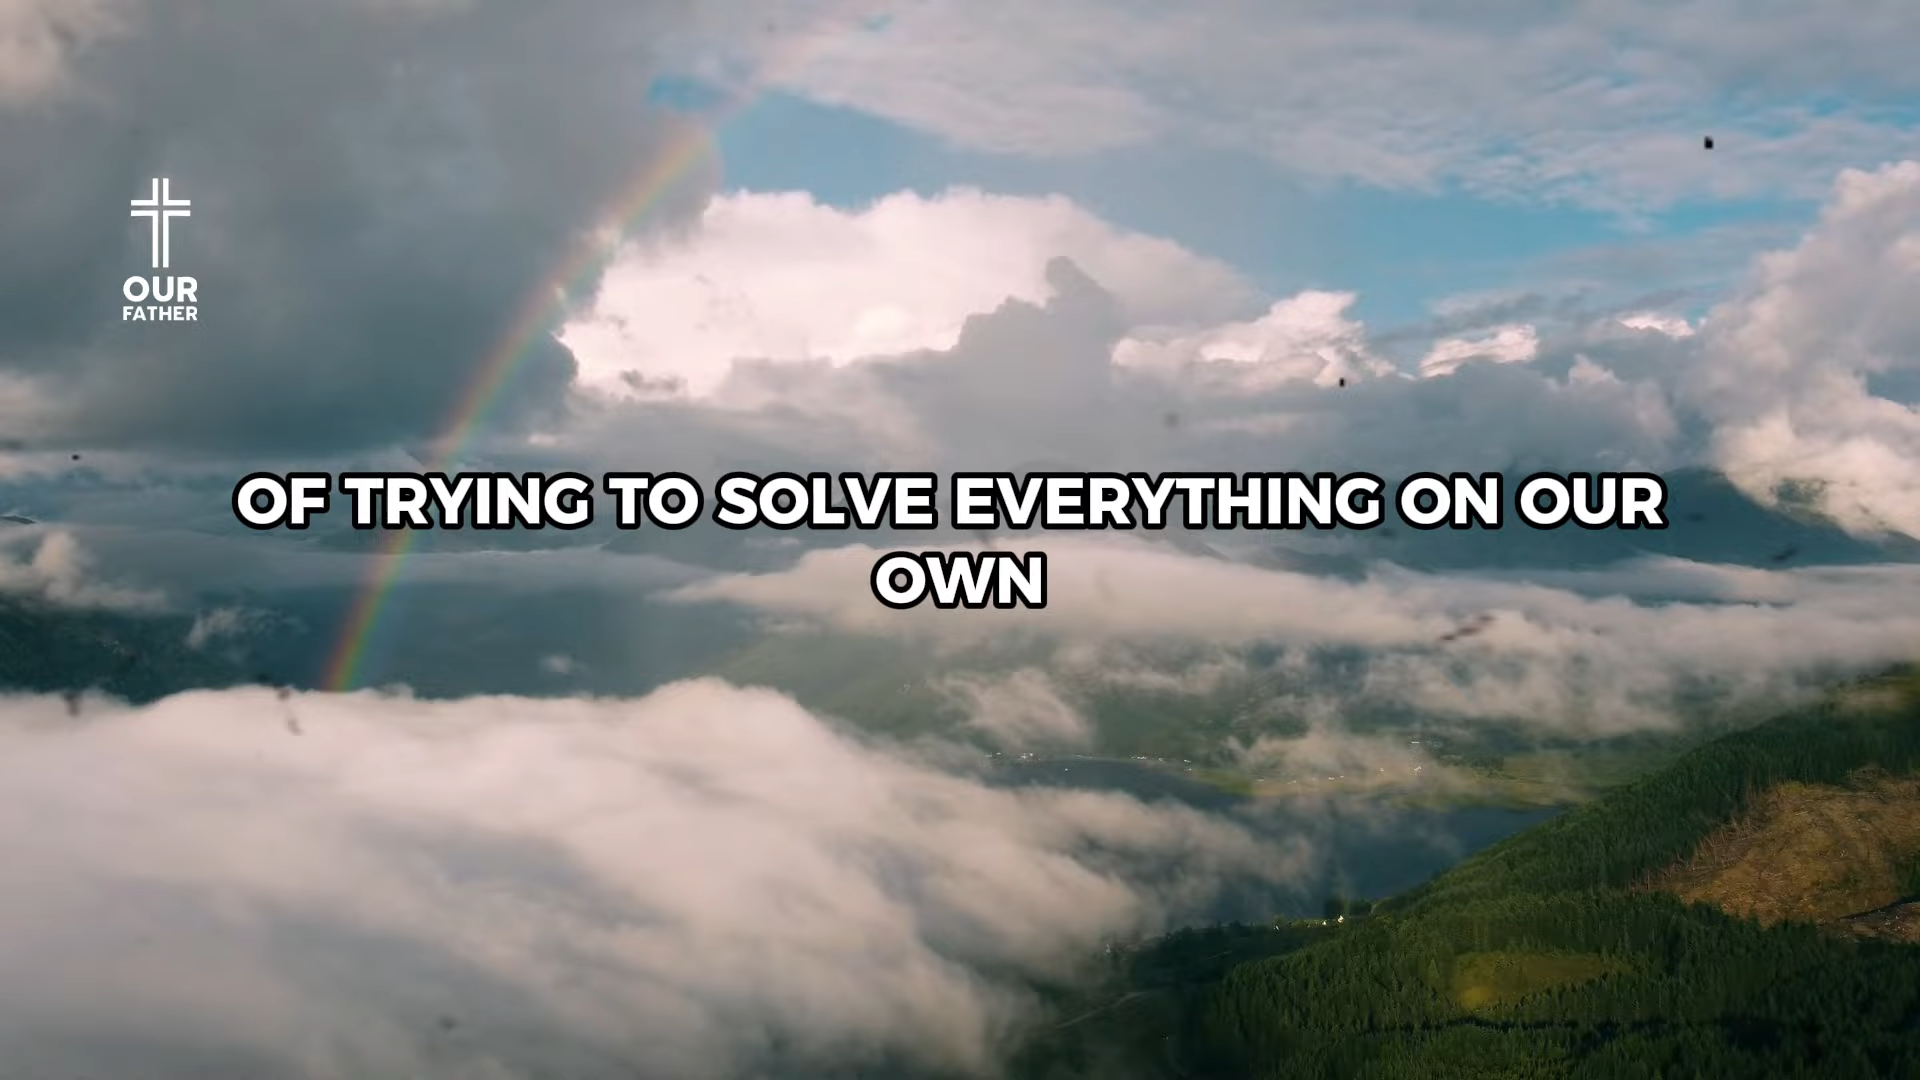 OUR
FATHER
OF TRYING TO SOLVE EVERYTHING ON OUR
OWN